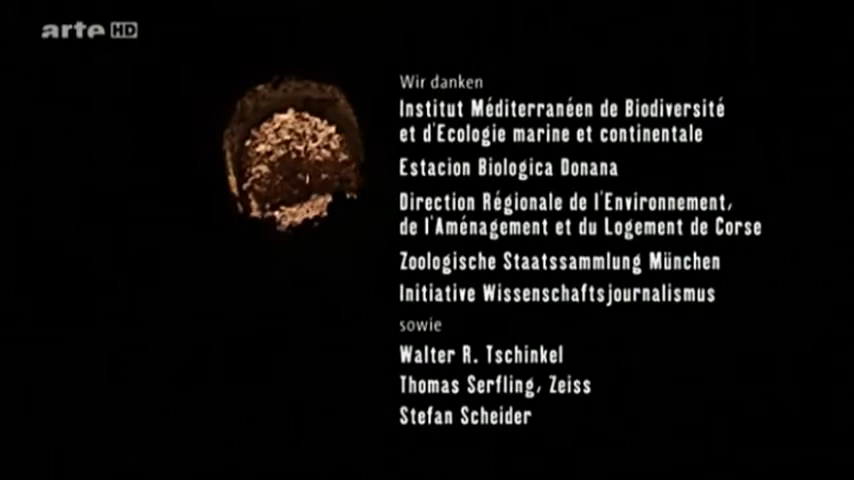 arte HD
Wir danken
Institut Méditerranéen de Biodiversité
et d'Ecologie marine et continentale
Estacion Biologica Donana
Direction Régionale de l'Environnement,
de l'Aménagement et du Logement de Corse
Zoologische Staatssammlung München
Initiative Wissenschaftsjournalismus
sowie
Walter R. Tschinkel
Thomas Serfling, Zeiss
Stefan Scheider